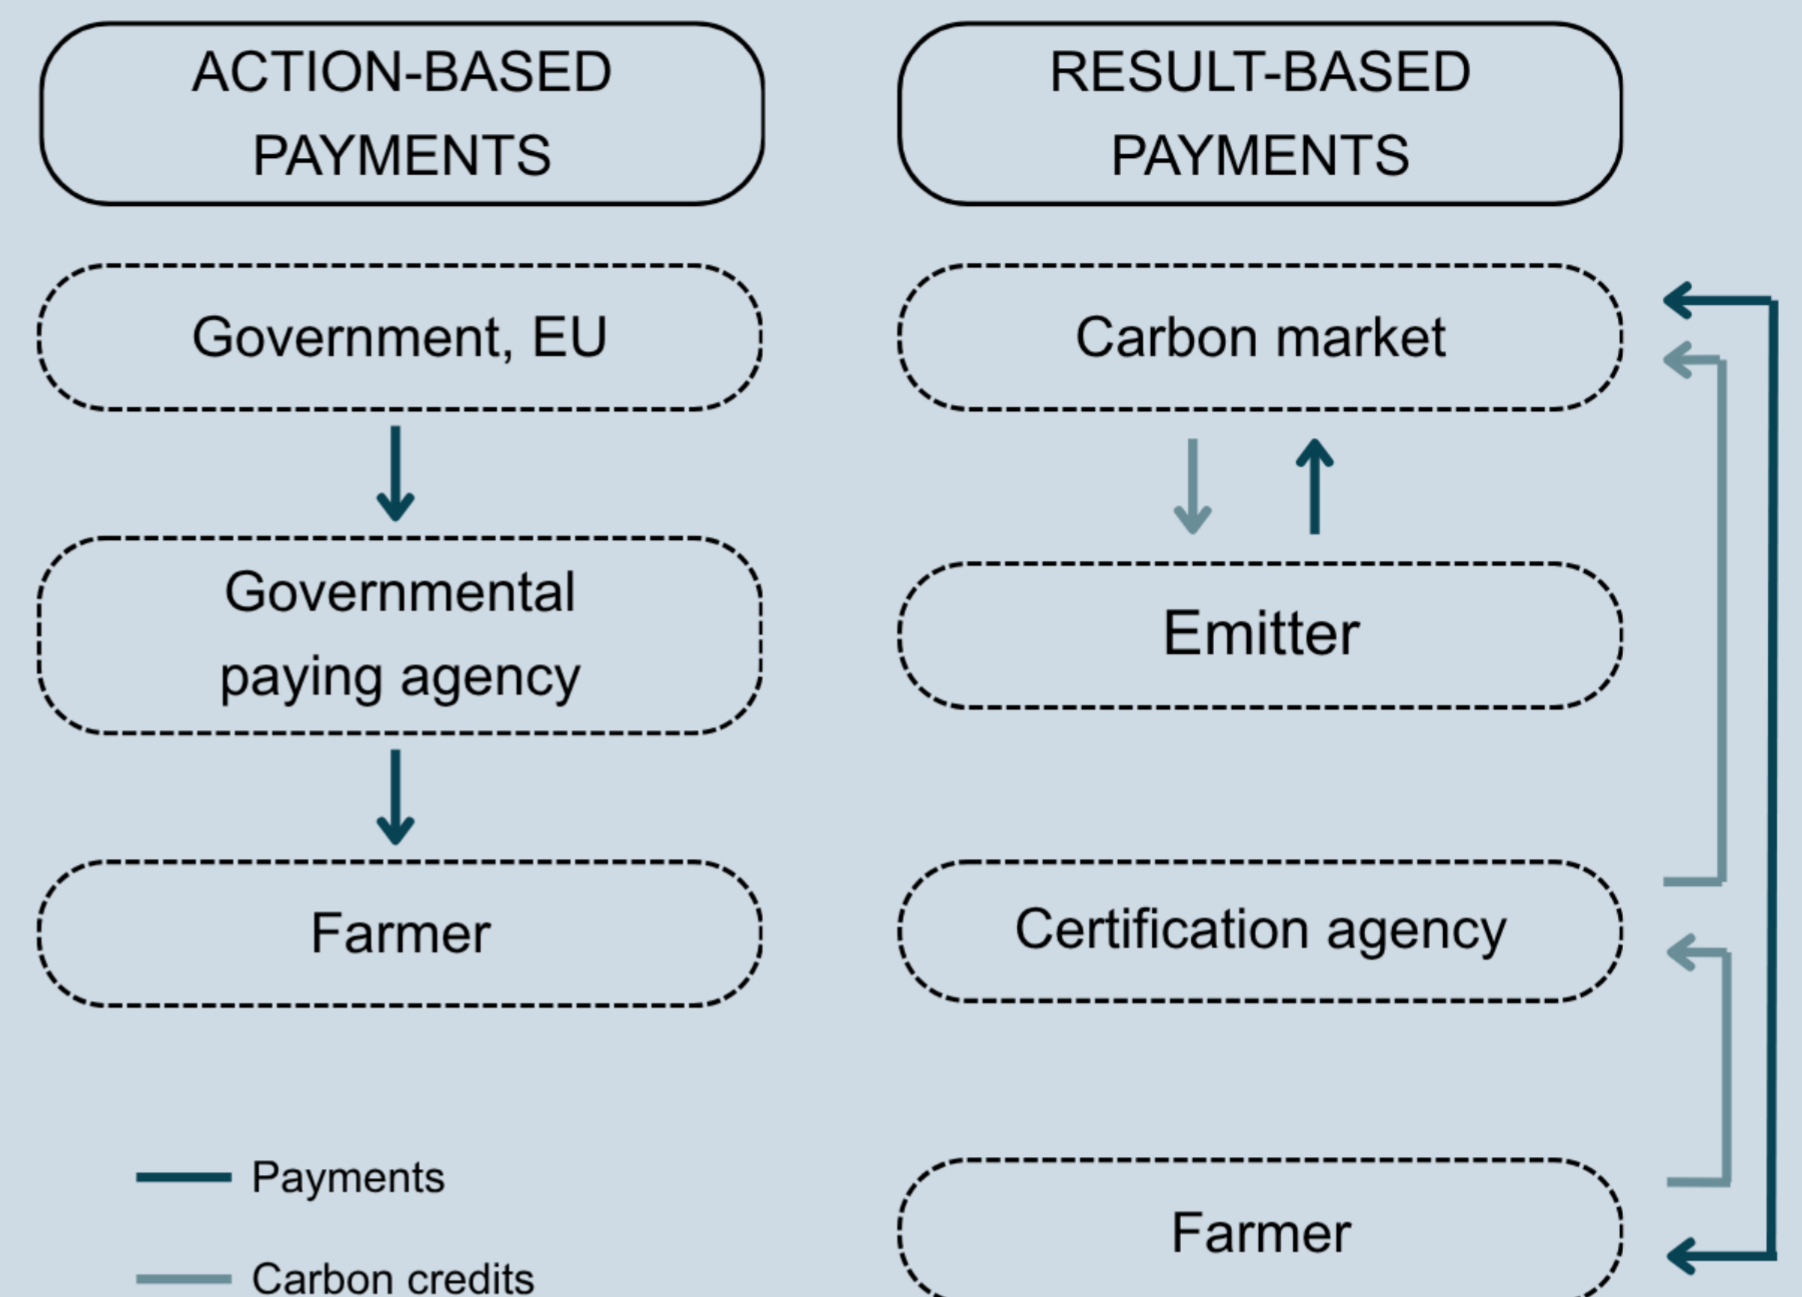 ACTION-BASED
PAYMENTS
Government, EU
Governmental
paying agency
Farmer
Payments
Carbon credits
RESULT-BASED
PAYMENTS
Carbon market
Emitter
Certification agency
Farmer